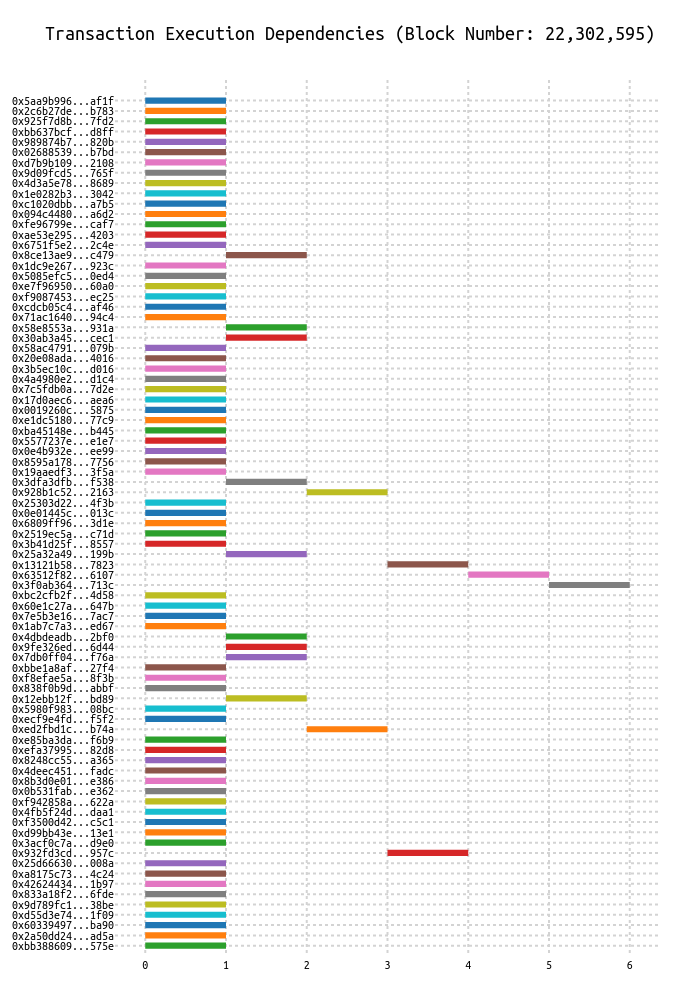 Transaction Execution Dependencies (Block Number: 22,302,595)
0x5aa9b996...af1f
0x2c6b27de...b783
0x925f7d8b...7fd2
0xbb637bcf...d8ff
0x989874b7...820b
0x02688539...b7bd
0xd7b9b109...2108
0x9d09fcd5...765f
0x4d3a5e78...8689
0x1e0282b3...3042
0xc1020dbb...a7b5
0x094c4480...a6d2
0xfe96799e...caf7
0xae53e295...4203
0x6751f5e2...2c4e
0x8ce13ae9...c479
0x1dc9e267...923c
0x5085efc5...0ed4
0xe7f96950...60a0
0xf9087453...ec25
0xcdcb05c4...af46
0x71ac1640...94c4
0x58e8553a...931a
0x30ab3a45...cec1
0x58ac4791...079b
0x20e08ada...4016
0x3b5ec10c...d016
0x4a4980e2...d1c4
0x7c5fdb0a...7d2e
0x17d0aec6...aea6
0x0019260c...5875
0xe1dc5180...77c9
0xba45148e...b445
0x5577237e...e1e7
0x0e4b932e...ee99
0x8595a178...7756
0x19aaedf3...3f5a
0x3dfa3dfb...f538
0x928b1c52...2163
0x25303d22...4f3b
0x0e01445c...013c
0x6809ff96...3d1e
0x2519ec5a...c71d
0x3b41d25f...8557
0x25a32a49...199b
0x13121b58...7823
0x63512f82...6107
0x3f0ab364...713c
0xbc2cfb2f...4d58
0x60e1c27a...647b
0x7e5b3e16...7ac7
0x1ab7c7a3...ed67
0x4dbdeadb...2bf0
0x9fe326ed...6d44
0x7db0ff04...f76a
0xbbe1a8af...27f4
0xf8efae5a...8f3b
0x838f0b9d...abbf
0x12ebb12f...bd89
0x5980f983...08bc
0xecf9e4fd...f5f2
0xed2fbd1c...b74a
0xe85ba3da...f6b9
0xefa37995...82d8
0x8248cc55...a365
0x4deec451...fadc
0x8b3d0e01...e386
0x0b531fab...e362
0xf942858a...622a
0x4fb5f24d...daa1
0xf3500d42...c5c1
0xd99bb43e...13e1
0x3acf0c7a...d9e0
0x932fd3cd...957c
0x25d66630...008a
0xa8175c73...4c24
0x42624434...1b97
0x833a18f2...6fde
0x9d789fc1...38be
0xd55d3e74...1f09
0x60339497...ba90
0x2a50dd24...ad5a
0xbb388609...575e
0 1 2 3 4 5 6